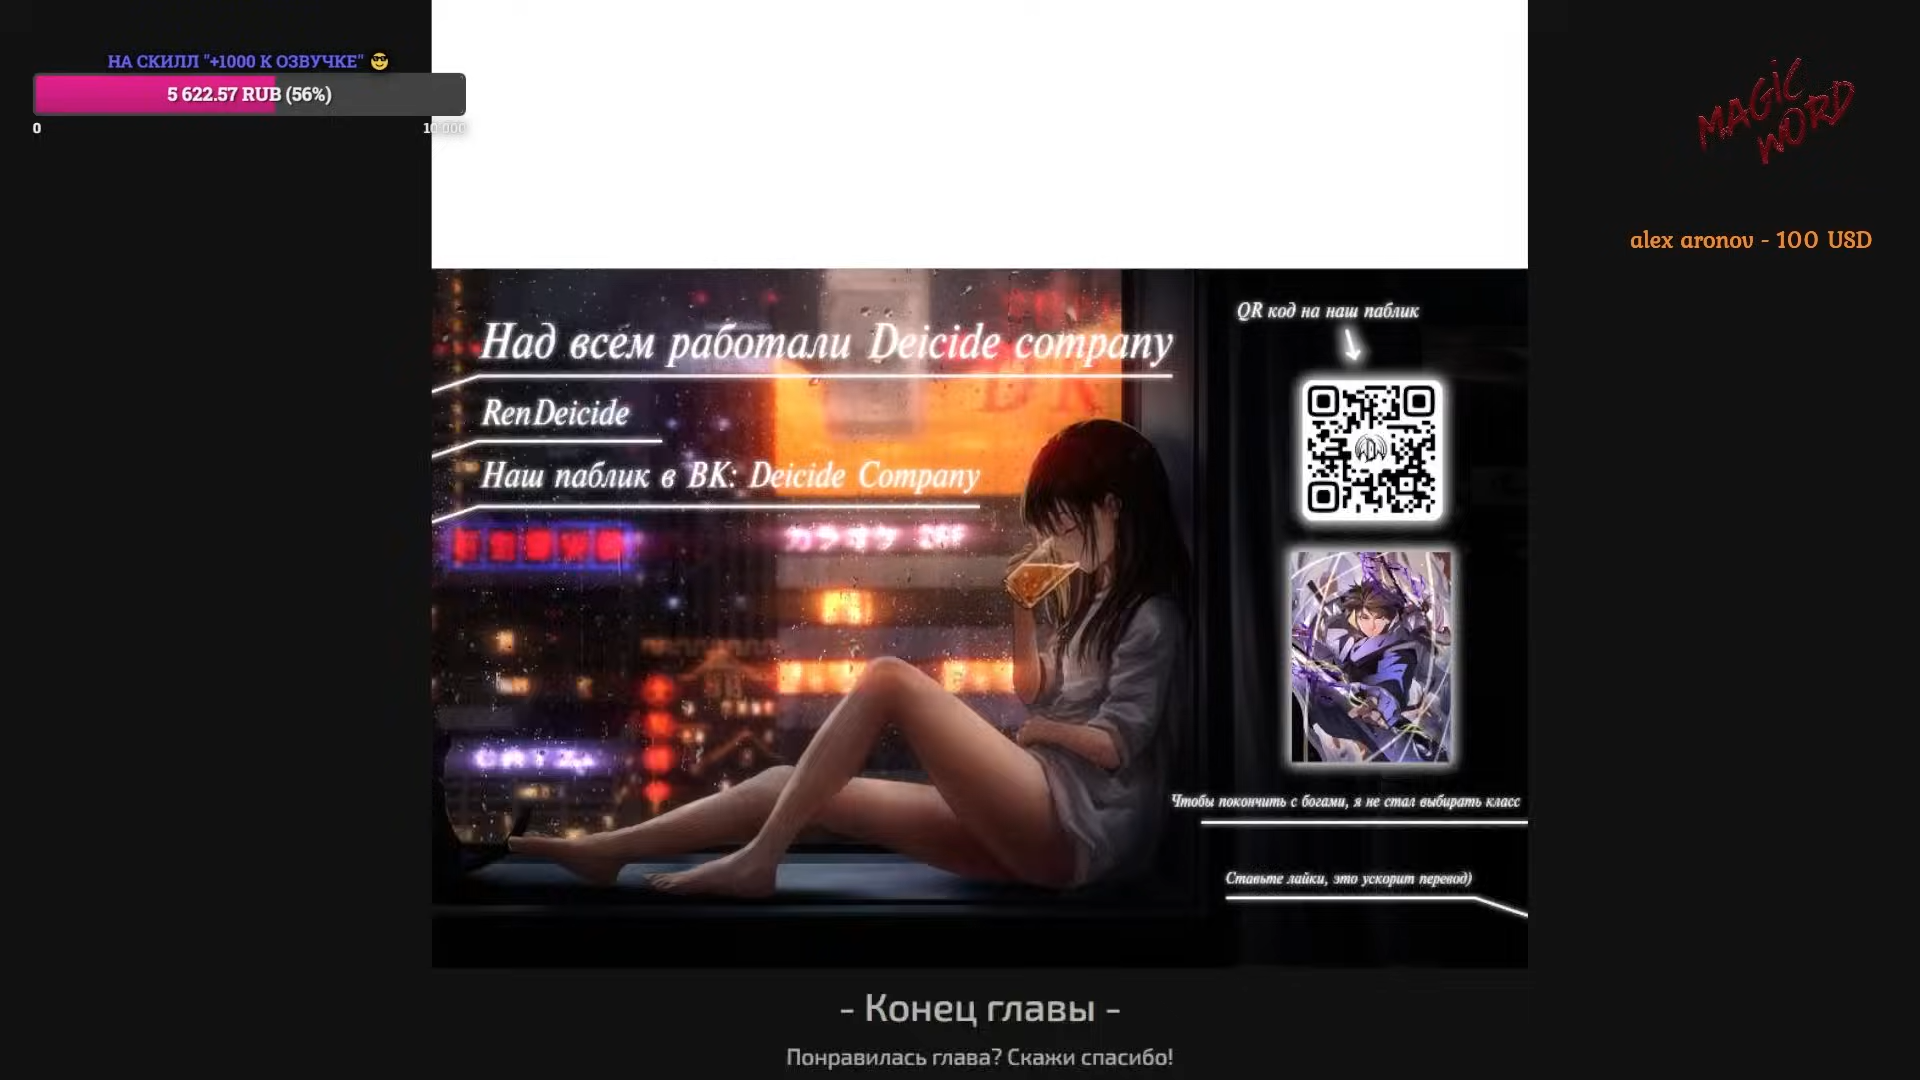 НА СКИЛЛ "+1000 К ОЗВУЧКЕ" 😎
5 622.57 RUB (56%)
0
10 000
MAGIC
WORD
alex aronov - 100 USD
Над всем работали Deicide company
RenDeicide
Наш паблик в ВК: Deicide Company
QR код на наш паблик
Чтобы покончить с богами, я не стал выбирать класс
Ставьте лайки, это ускорит перевод)
- Конец главы -
Понравилась глава? Скажи спасибо!